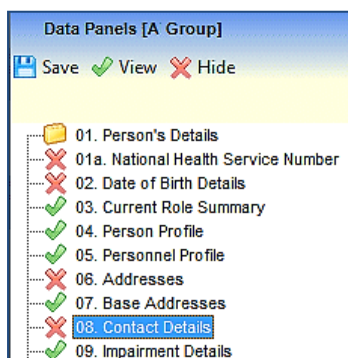 Data Panels [A Group]
Save View Hide
01. Person's Details
01a. National Health Service Number
02. Date of Birth Details
03. Current Role Summary
04. Person Profile
05. Personnel Profile
06. Addresses
07. Base Addresses
08. Contact Details
09. Impairment Details